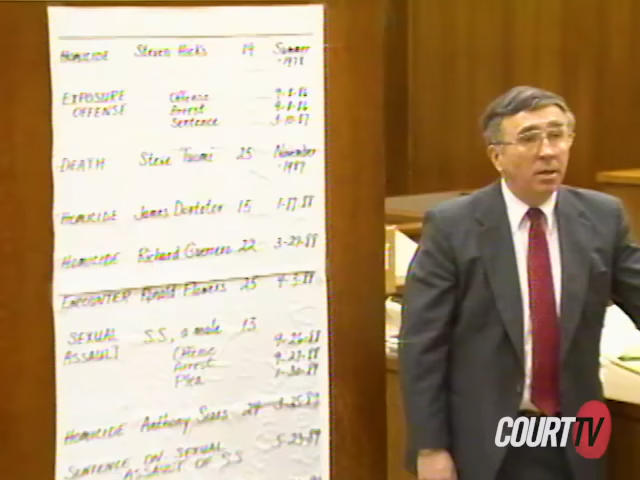 HOMICIDE Steven Hicks 19 Summer
-1978
EXPOSURE Offense 9-8-86
OFFENSE Arrest 9-8-86
Sentence 3-10-87
DEATH Steve Tuomi 25 November
-1987
HOMICIDE James Doxtator 15 1-17-88
HOMICIDE Richard Guerrero 22 3-29-88
ENCOUNTER Ronald Flowers 25 4-3-88
SEXUAL S.S., a male 13
ASSAULT Offense 9-26-88
Arrest 9-27-88
Plea 1-30-89
HOMICIDE Anthony Sears 24 3-25-89
SENTENCE ON SEXUAL 5-23-89
ASSAULT OF S.S
COURT TV